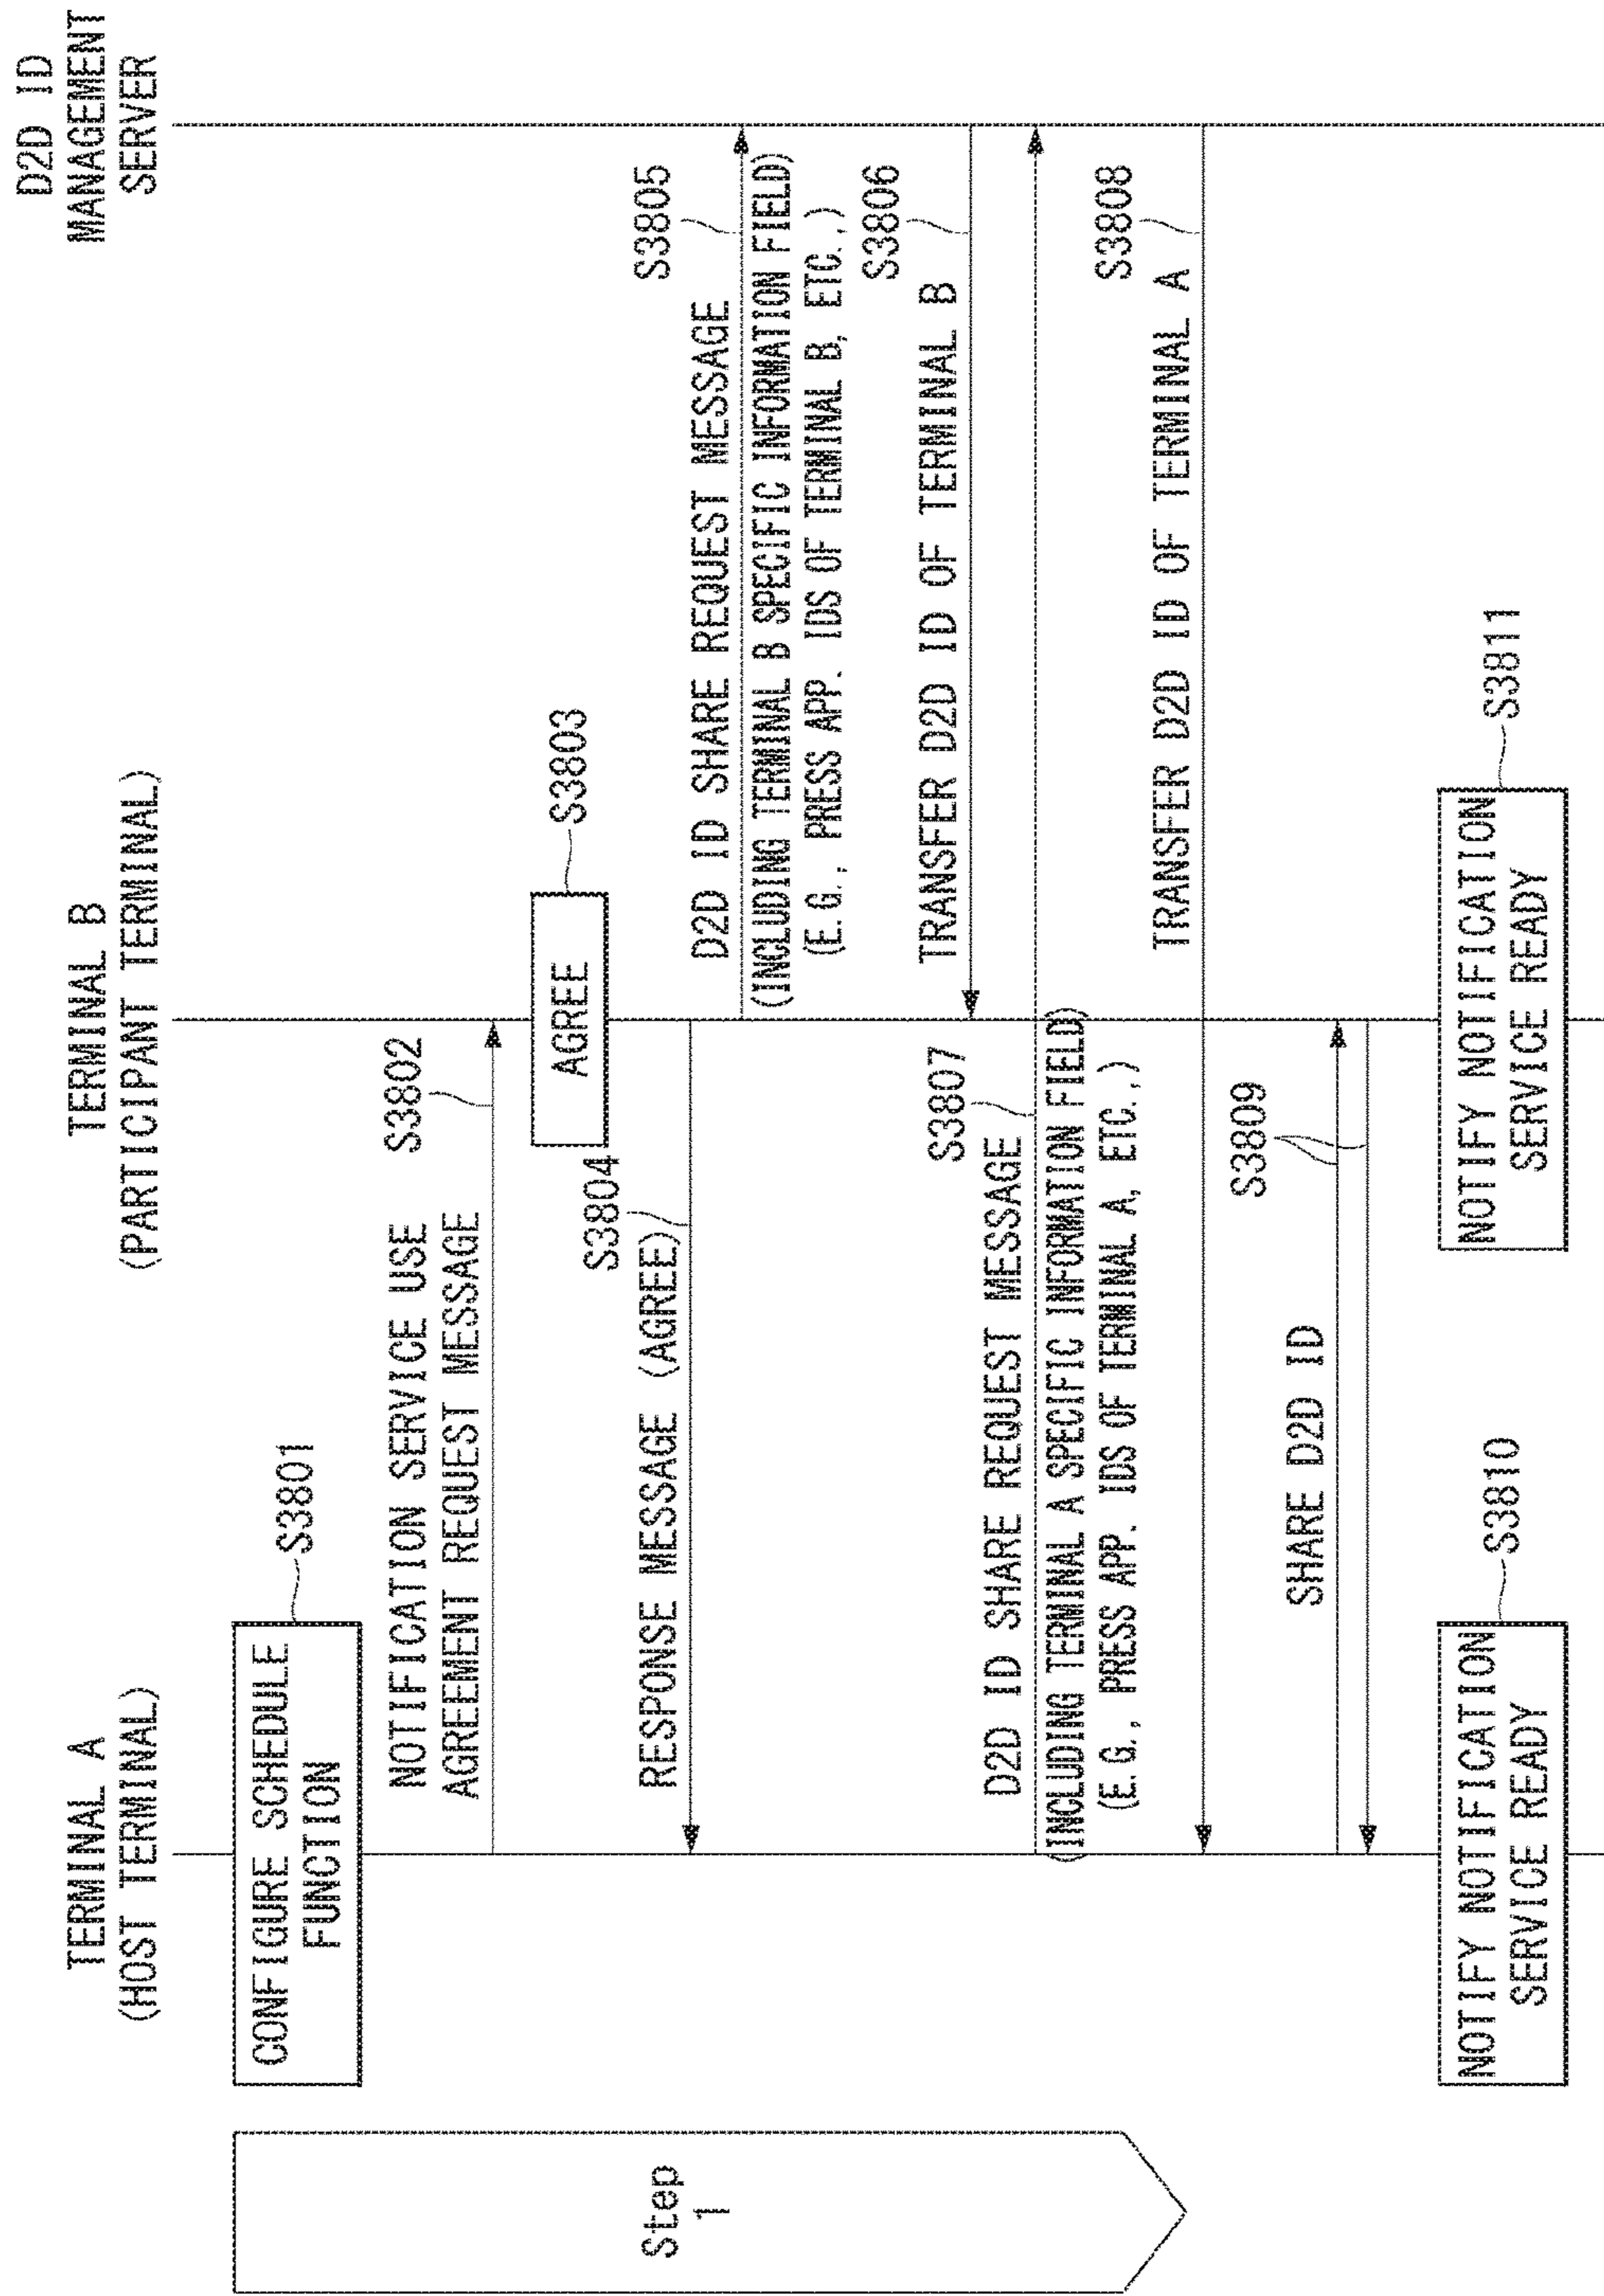 TERMINAL A
(HOST TERMINAL)
TERMINAL B
(PARTICIPANT TERMINAL)
D2D ID
MANAGEMENT
SERVER
Step
1
CONFIGURE SCHEDULE
FUNCTION
S3801
NOTIFICATION SERVICE USE
AGREEMENT REQUEST MESSAGE
S3802
AGREE
S3803
S3804
RESPONSE MESSAGE (AGREE)
S3805
D2D ID SHARE REQUEST MESSAGE
(INCLUDING TERMINAL B SPECIFIC INFORMATION FIELD)
(E.G., PRESS APP. IDS OF TERMINAL B, ETC.,)
S3806
TRANSFER D2D ID OF TERMINAL B
S3807
D2D ID SHARE REQUEST MESSAGE
(INCLUDING TERMINAL A SPECIFIC INFORMATION FIELD)
(E.G., PRESS APP. IDS OF TERMINAL A, ETC.,)
S3808
TRANSFER D2D ID OF TERMINAL A
S3809
SHARE D2D ID
NOTIFY NOTIFICATION
SERVICE READY
S3810
NOTIFY NOTIFICATION
SERVICE READY
S3811